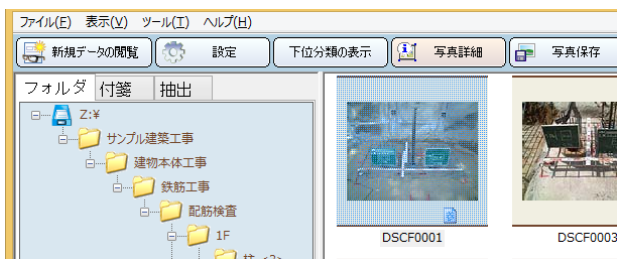 ファイル(F) 表示(V) ツール(T) ヘルプ(H)
新規データの閲覧 設定 下位分類の表示 写真詳細 写真保存
フォルダ 付箋 抽出
Z:¥
サンプル建築工事
建物本体工事
鉄筋工事
配筋検査
1F
DSCF0001 DSCF0003